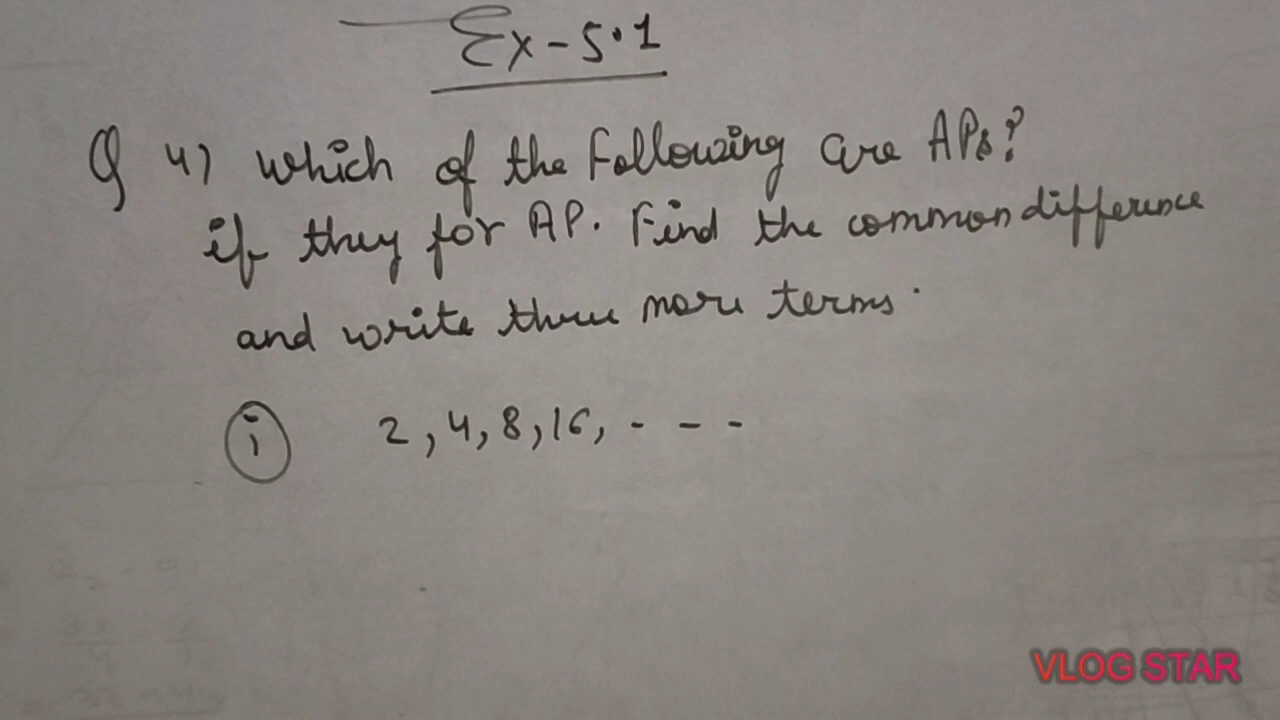 Ex-5.1
Q 4) which of the following are APs?
if they for AP. Find the common difference
and write three more terms.
i 2, 4, 8, 16, - - -
VLOG STAR